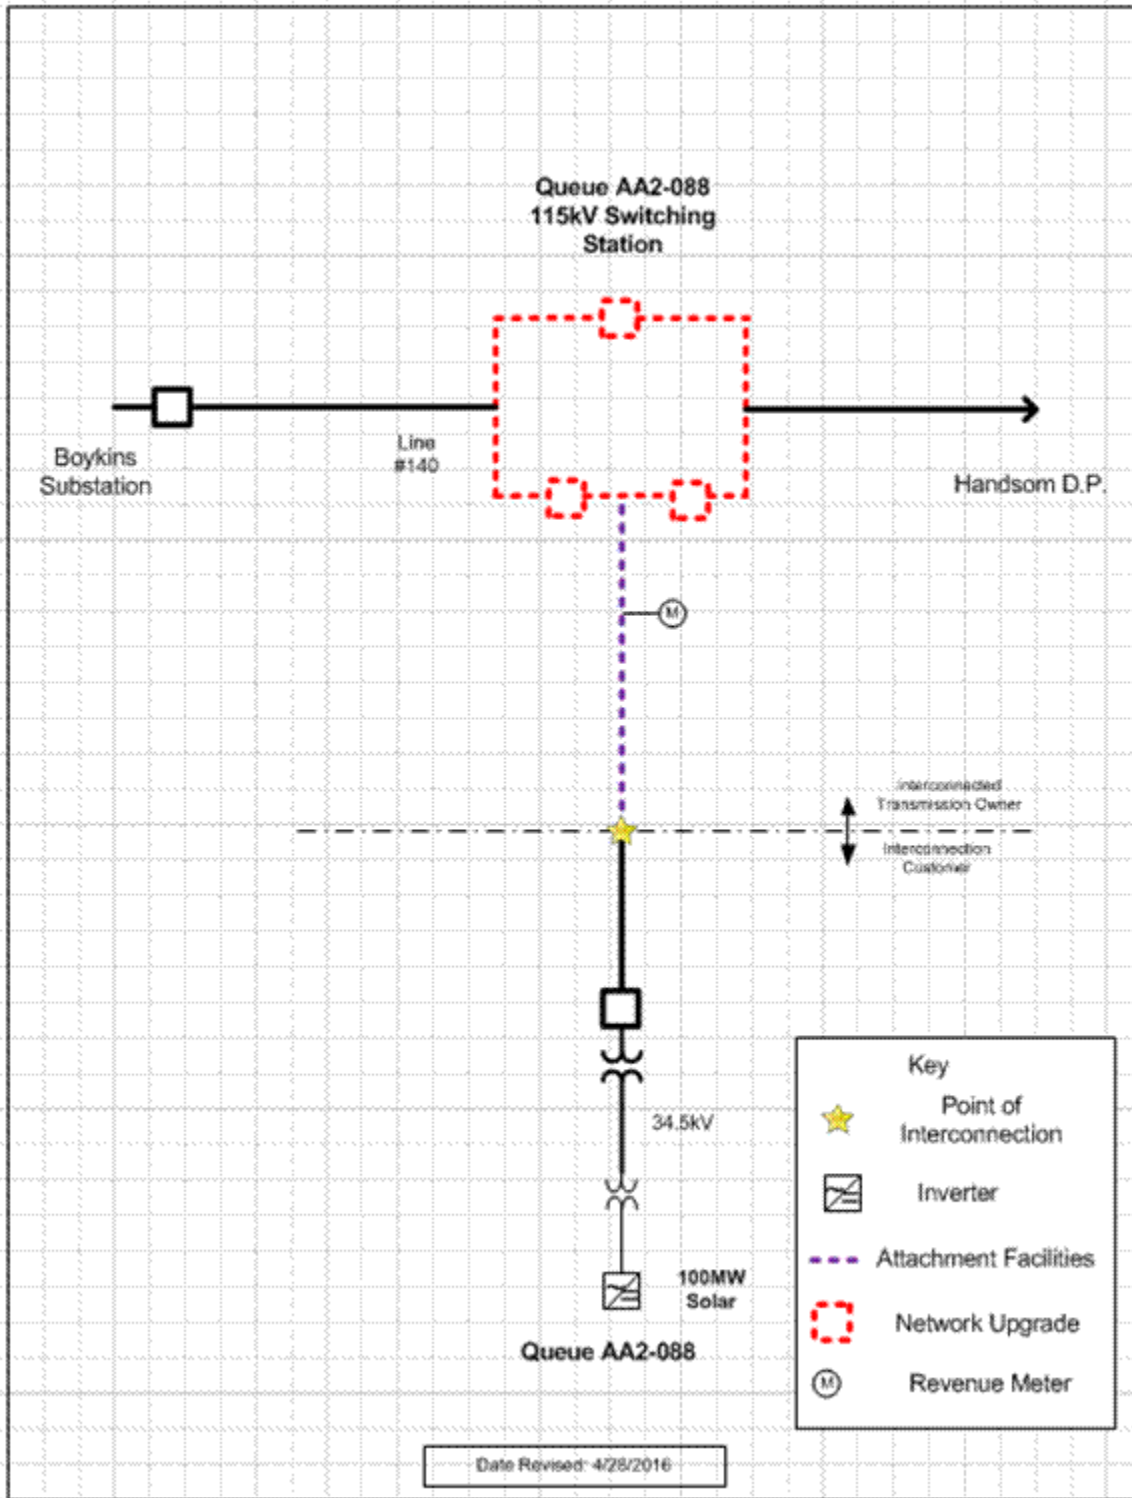 Queue AA2-088
115kV Switching
Station
Boykins
Substation
Line
#140
Handsom D.P.
M
Interconnected
Transmission Owner
Interconnection
Customer
34.5kV
100MW
Solar
Queue AA2-088
Key
Point of
Interconnection
Inverter
Attachment Facilities
Network Upgrade
M
Revenue Meter
Date Revised: 4/28/2016